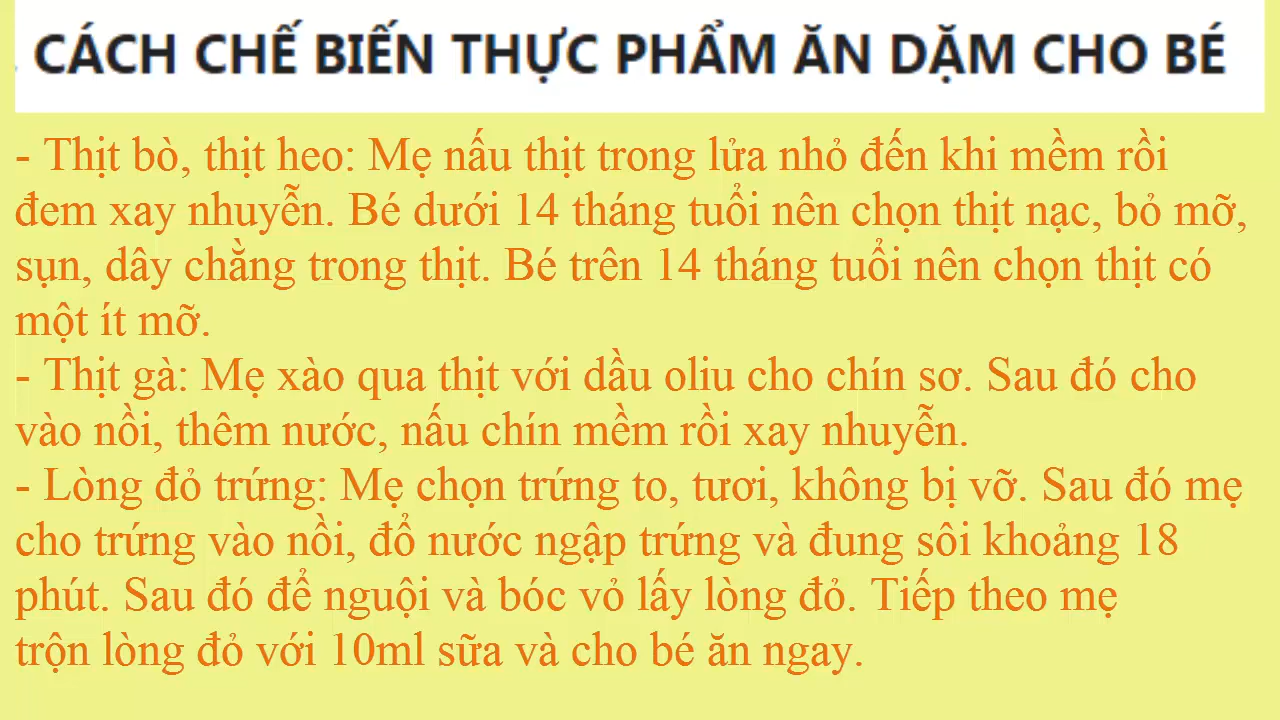 . CÁCH CHẾ BIẾN THỰC PHẨM ĂN DẶM CHO BÉ
- Thịt bò, thịt heo: Mẹ nấu thịt trong lửa nhỏ đến khi mềm rồi
đem xay nhuyễn. Bé dưới 14 tháng tuổi nên chọn thịt nạc, bỏ mỡ,
sụn, dây chằng trong thịt. Bé trên 14 tháng tuổi nên chọn thịt có
một ít mỡ.
- Thịt gà: Mẹ xào qua thịt với dầu oliu cho chín sơ. Sau đó cho
vào nồi, thêm nước, nấu chín mềm rồi xay nhuyễn.
- Lòng đỏ trứng: Mẹ chọn trứng to, tươi, không bị vỡ. Sau đó mẹ
cho trứng vào nồi, đổ nước ngập trứng và đung sôi khoảng 18
phút. Sau đó để nguội và bóc vỏ lấy lòng đỏ. Tiếp theo mẹ
trộn lòng đỏ với 10ml sữa và cho bé ăn ngay.